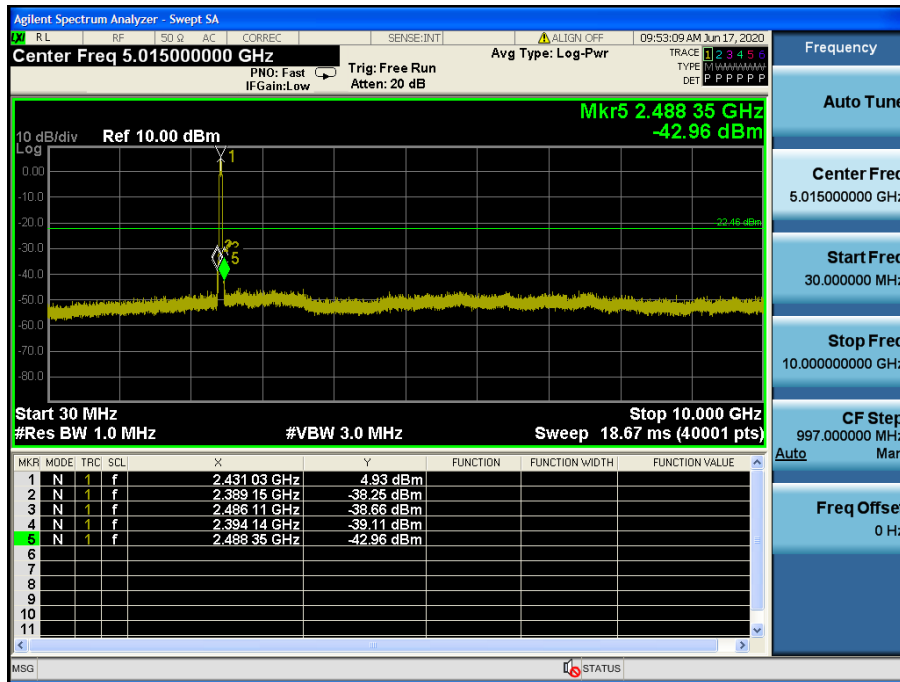 Agilent Spectrum Analyzer - Swept SA
LXI RL RF 50 Ω AC CORREC SENSE:INT ALIGN OFF 09:53:09 AM Jun 17, 2020
Center Freq 5.015000000 GHz
PNO: Fast
IFGain:Low
Trig: Free Run
Atten: 20 dB
Avg Type: Log-Pwr
TRACE 1 2 3 4 5 6
TYPE M WWWWW
DET P P P P P P
Mkr5 2.488 35 GHz
-42.96 dBm
10 dB/div Ref 10.00 dBm
Log
0.00
-10.0
-20.0
-30.0
-40.0
-50.0
-60.0
-70.0
-80.0
1
5
Start 30 MHz
Stop 10.000 GHz
#Res BW 1.0 MHz #VBW 3.0 MHz Sweep 18.67 ms (40001 pts)
MKR MODE TRC SCL X Y FUNCTION FUNCTION WIDTH FUNCTION VALUE
1 N 1 f 2.431 03 GHz 4.93 dBm
2 N 1 f 2.389 15 GHz -38.25 dBm
3 N 1 f 2.486 11 GHz -38.66 dBm
4 N 1 f 2.394 14 GHz -39.11 dBm
5 N 1 f 2.488 35 GHz -42.96 dBm
6
7
8
9
10
11
MSG STATUS
Frequency
Auto Tune
Center Freq
5.015000000 GHz
Start Freq
30.000000 MHz
Stop Freq
10.000000000 GHz
CF Step
997.000000 MHz
Auto Man
Freq Offset
0 Hz